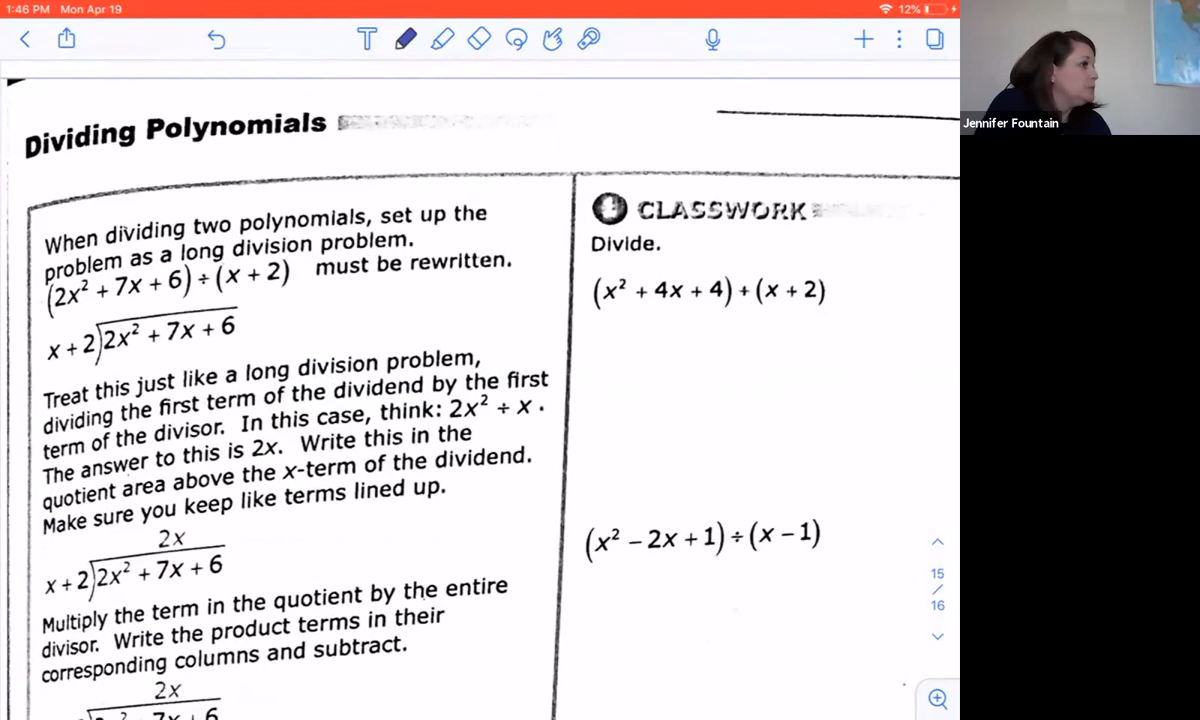 1:46 PM Mon Apr 19
12%
Jennifer Fountain
Dividing Polynomials
When dividing two polynomials, set up the
problem as a long division problem.
(2x² + 7x + 6) ÷ (x + 2) must be rewritten.
x + 2)2x² + 7x + 6
Treat this just like a long division problem,
dividing the first term of the dividend by the first
term of the divisor. In this case, think: 2x² ÷ x.
The answer to this is 2x. Write this in the
quotient area above the x-term of the dividend.
Make sure you keep like terms lined up.
2x
x + 2)2x² + 7x + 6
Multiply the term in the quotient by the entire
divisor. Write the product terms in their
corresponding columns and subtract.
2x
CLASSWORK
Divide.
(x² + 4x + 4) ÷ (x + 2)
(x² − 2x + 1) ÷ (x − 1)
15
/
16